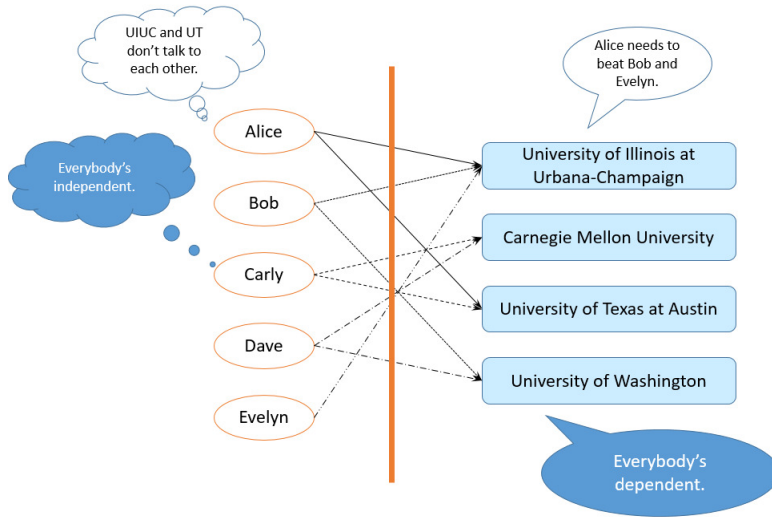 UIUC and UT
don't talk to
each other.
Alice needs to
beat Bob and
Evelyn.
Alice
University of Illinois at
Urbana-Champaign
Everybody's
independent.
Bob
Carnegie Mellon University
Carly
University of Texas at Austin
Dave
University of Washington
Evelyn
Everybody's
dependent.